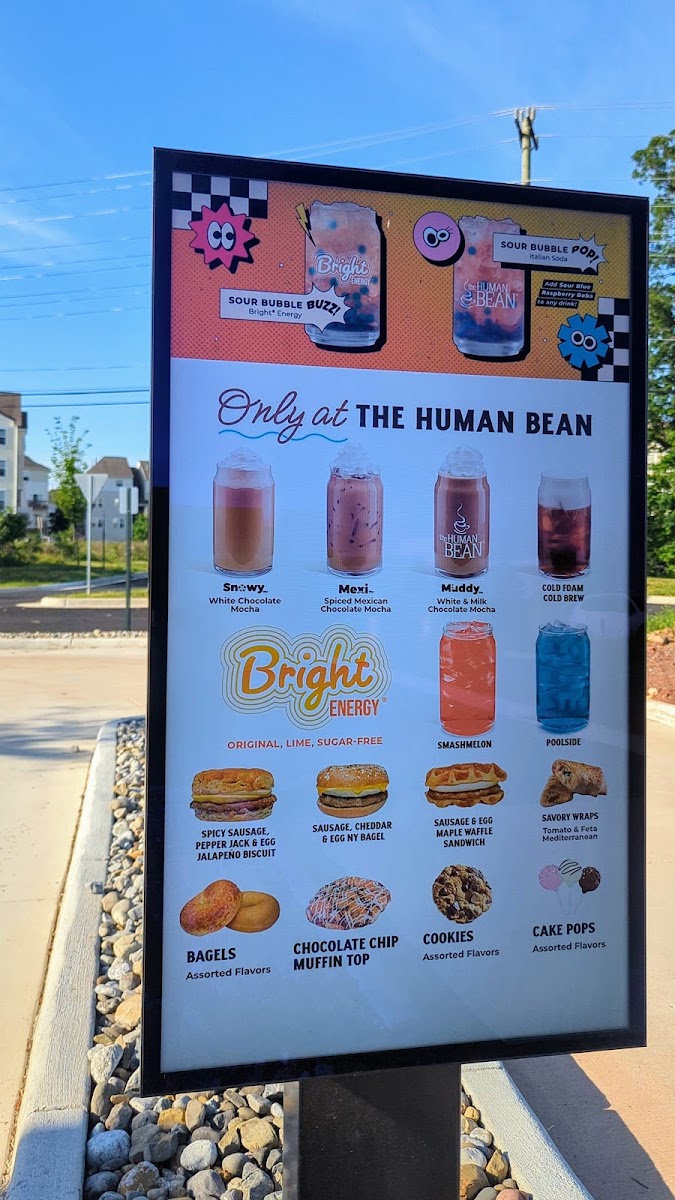 Bright
ENERGY
SOUR BUBBLE BUZZ!
Bright® Energy
the HUMAN
BEAN
SOUR BUBBLE POP!
Italian Soda
Add Sour Blue
Raspberry Boba
to any drink!
Only at THE HUMAN BEAN
Snowy™
White Chocolate
Mocha
Mexi™
Spiced Mexican
Chocolate Mocha
the HUMAN
BEAN
Muddy™
White & Milk
Chocolate Mocha
COLD FOAM
COLD BREW
Bright
ENERGY®
ORIGINAL, LIME, SUGAR-FREE
SMASHMELON
POOLSIDE
SPICY SAUSAGE,
PEPPER JACK & EGG
JALAPEÑO BISCUIT
SAUSAGE, CHEDDAR
& EGG NY BAGEL
SAUSAGE & EGG
MAPLE WAFFLE
SANDWICH
SAVORY WRAPS
Tomato & Feta
Mediterranean
BAGELS
Assorted Flavors
CHOCOLATE CHIP
MUFFIN TOP
COOKIES
Assorted Flavors
CAKE POPS
Assorted Flavors